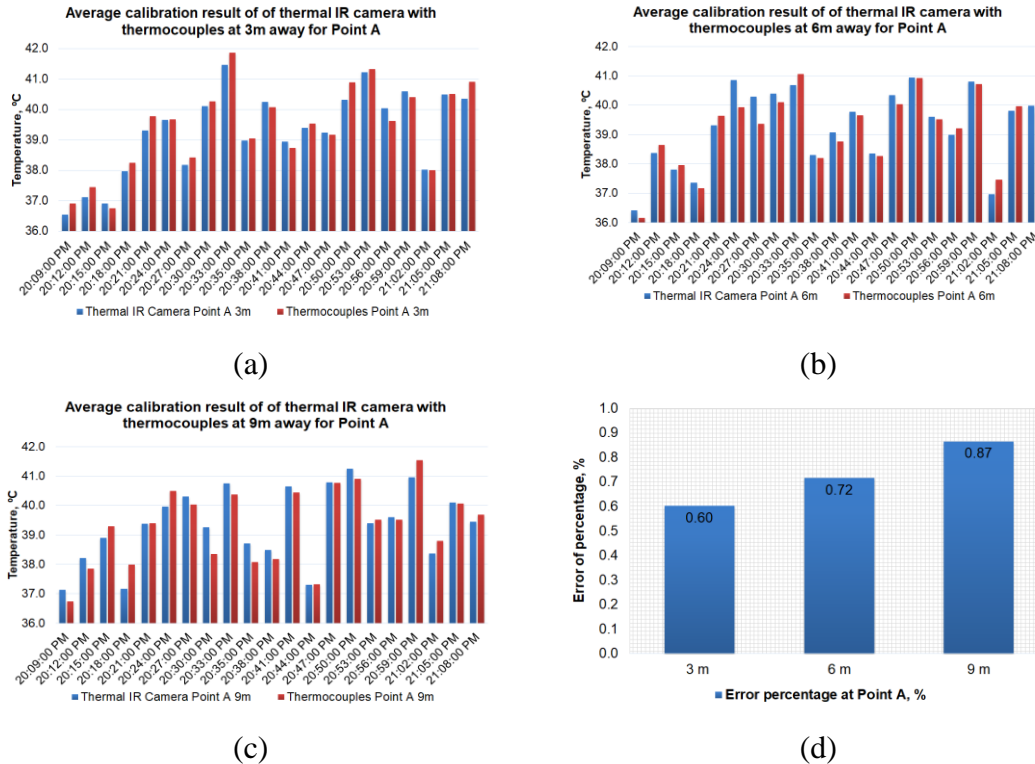 Average calibration result of of thermal IR camera with
thermocouples at 3m away for Point A
Temperature, ºC
42.0
41.0
40.0
39.0
38.0
37.0
36.0
20:09:00 PM
20:12:00 PM
20:15:00 PM
20:18:00 PM
20:21:00 PM
20:24:00 PM
20:27:00 PM
20:30:00 PM
20:33:00 PM
20:35:00 PM
20:38:00 PM
20:41:00 PM
20:44:00 PM
20:47:00 PM
20:50:00 PM
20:53:00 PM
20:56:00 PM
20:59:00 PM
21:02:00 PM
21:05:00 PM
21:08:00 PM
Thermal IR Camera Point A 3m
Thermocouples Point A 3m
(a)
Average calibration result of of thermal IR camera with
thermocouples at 6m away for Point A
Temperature, ºC
42.0
41.0
40.0
39.0
38.0
37.0
36.0
20:09:00 PM
20:12:00 PM
20:15:00 PM
20:18:00 PM
20:21:00 PM
20:24:00 PM
20:27:00 PM
20:30:00 PM
20:33:00 PM
20:35:00 PM
20:38:00 PM
20:41:00 PM
20:44:00 PM
20:47:00 PM
20:50:00 PM
20:53:00 PM
20:56:00 PM
20:59:00 PM
21:02:00 PM
21:05:00 PM
21:08:00 PM
Thermal IR Camera Point A 6m
Thermocouples Point A 6m
(b)
Average calibration result of of thermal IR camera with
thermocouples at 9m away for Point A
Temperature, ºC
42.0
41.0
40.0
39.0
38.0
37.0
36.0
20:09:00 PM
20:12:00 PM
20:15:00 PM
20:18:00 PM
20:21:00 PM
20:24:00 PM
20:27:00 PM
20:30:00 PM
20:33:00 PM
20:35:00 PM
20:38:00 PM
20:41:00 PM
20:44:00 PM
20:47:00 PM
20:50:00 PM
20:53:00 PM
20:56:00 PM
20:59:00 PM
21:02:00 PM
21:05:00 PM
21:08:00 PM
Thermal IR Camera Point A 9m
Thermocouples Point A 9m
(c)
Error of percentage, %
1.0
0.9
0.8
0.7
0.6
0.5
0.4
0.3
0.2
0.1
0.0
0.60
0.72
0.87
3 m
6 m
9 m
Error percentage at Point A, %
(d)